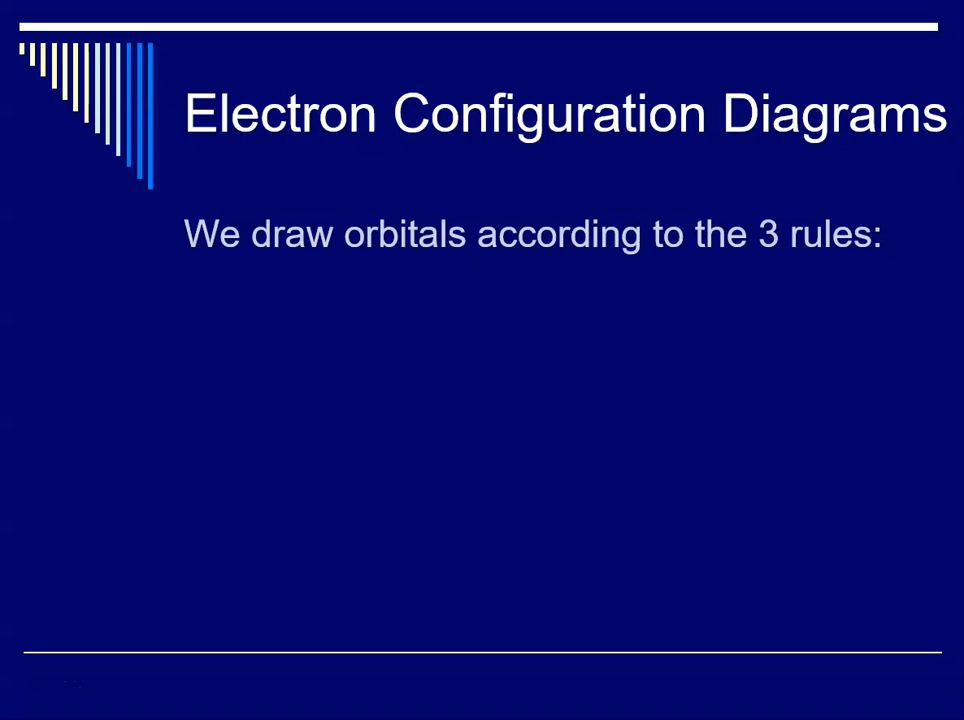 Electron Configuration Diagrams
We draw orbitals according to the 3 rules: